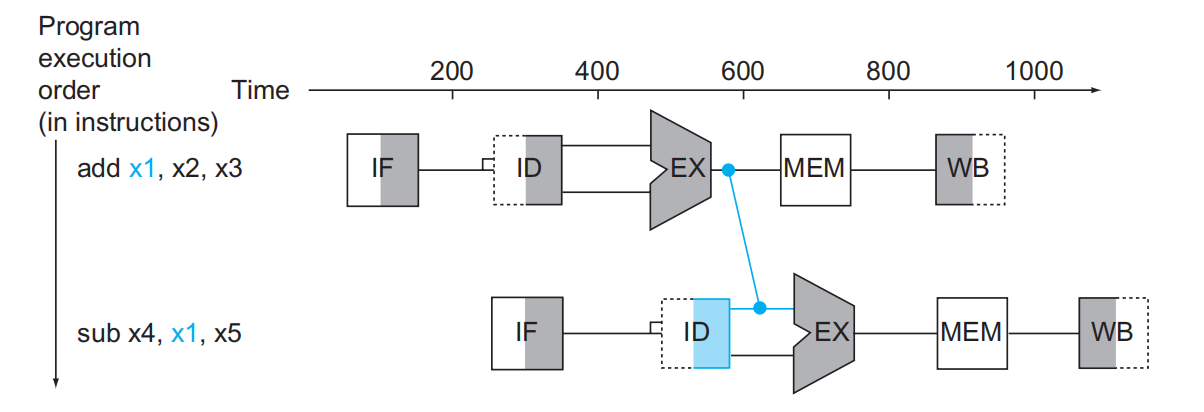 Program
execution
order
(in instructions)
Time
200 400 600 800 1000
add x1, x2, x3
IF ID EX MEM WB
sub x4, x1, x5
IF ID EX MEM WB